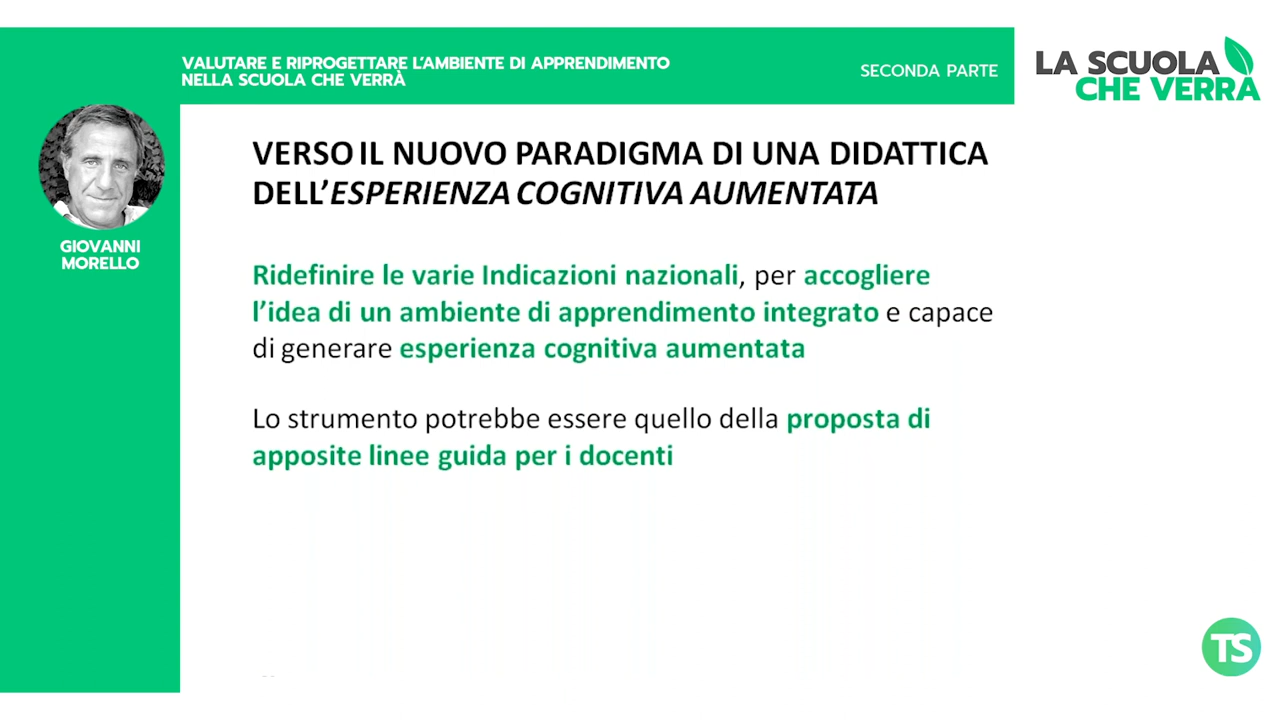 VALUTARE E RIPROGETTARE L'AMBIENTE DI APPRENDIMENTO
NELLA SCUOLA CHE VERRÀ
SECONDA PARTE
LA SCUOLA
CHE VERRÀ
GIOVANNI
MORELLO
VERSO IL NUOVO PARADIGMA DI UNA DIDATTICA
DELL'ESPERIENZA COGNITIVA AUMENTATA
Ridefinire le varie Indicazioni nazionali, per accogliere
l'idea di un ambiente di apprendimento integrato e capace
di generare esperienza cognitiva aumentata
Lo strumento potrebbe essere quello della proposta di
apposite linee guida per i docenti
TS